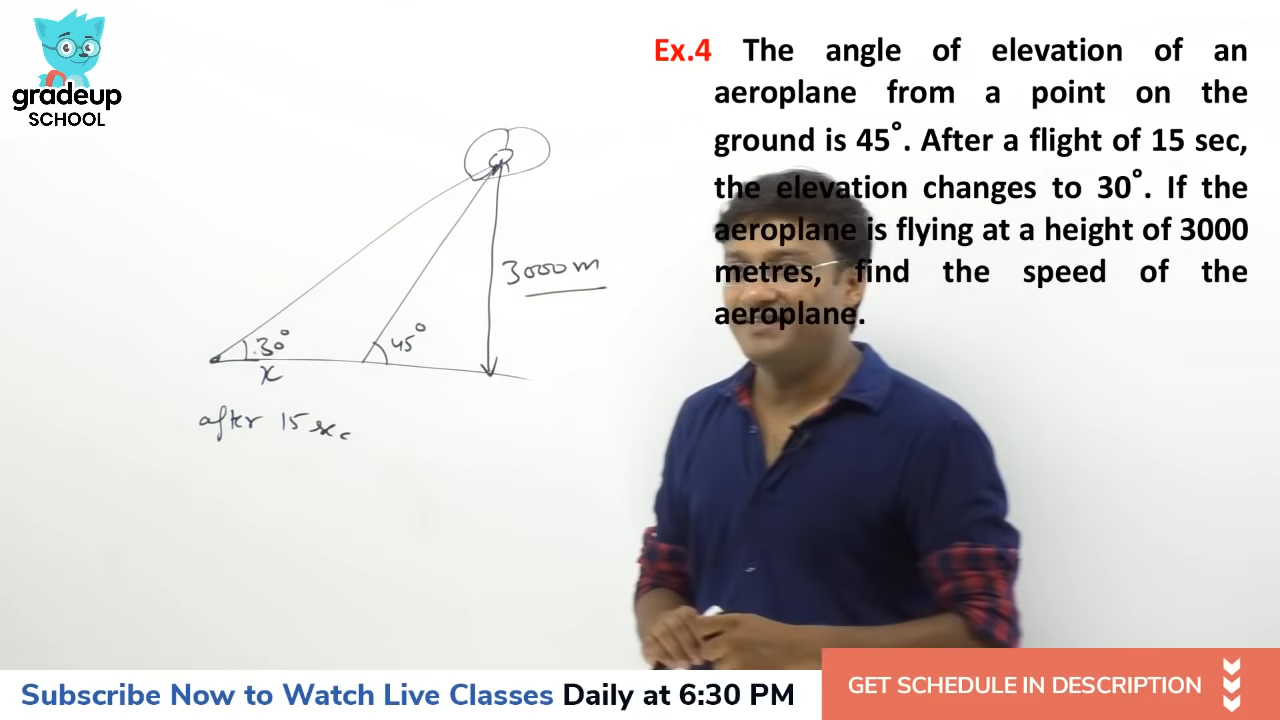 gradeup
SCHOOL
Ex.4 The angle of elevation of an
aeroplane from a point on the
ground is 45°. After a flight of 15 sec,
the elevation changes to 30°. If the
aeroplane is flying at a height of 3000
metres, find the speed of the
aeroplane.
3000m
30°
45°
x
after 15 sec
Subscribe Now to Watch Live Classes Daily at 6:30 PM
GET SCHEDULE IN DESCRIPTION